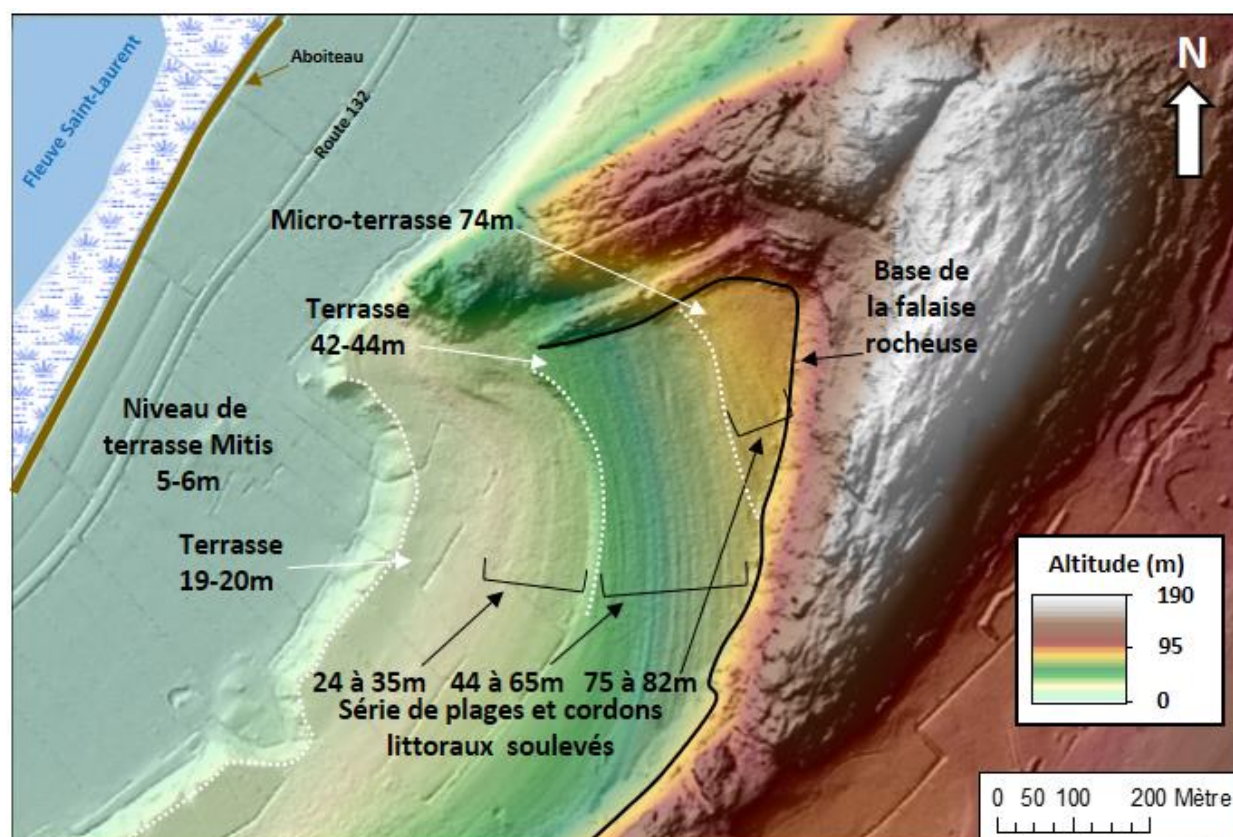 Fleuve Saint-Laurent
Aboiteau
Route 132
N
Micro-terrasse 74m
Terrasse
42-44m
Base de
la falaise
rocheuse
Niveau de
terrasse Mitis
5-6m
Terrasse
19-20m
24 à 35m 44 à 65m 75 à 82m
Série de plages et cordons
littoraux soulevés
Altitude (m)
190
95
0
0 50 100 200 Mètre